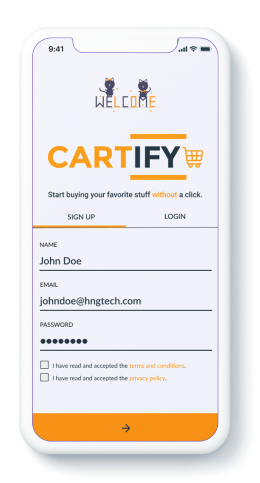 9:41
WELCOME
CARTIFY
Start buying your favorite stuff without a click.
SIGN UP
LOGIN
NAME
John Doe
EMAIL
johndoe@hngtech.com
PASSWORD
●●●●●●●●
I have read and accepted the terms and conditions.
I have read and accepted the privacy policy.